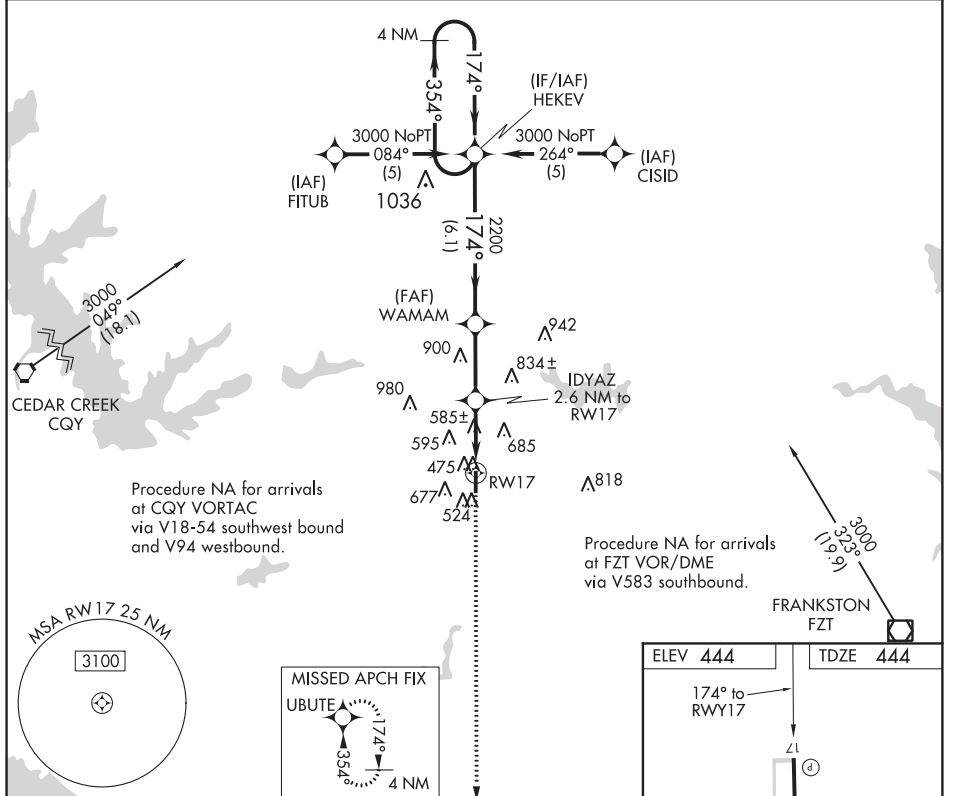 4 NM
174°
354°
(IF/IAF)
HEKEV
3000 NoPT
084°
(5)
3000 NoPT
264°
(5)
(IAF)
FITUB
(IAF)
CISID
1036
2200
174°
(6.1)
3000
049°
(18.1)
(FAF)
WAMAM
942
900
834±
CEDAR CREEK
CQY
980
IDYAZ
2.6 NM to
RW17
585±
595
685
475
RW17
677
818
524
Procedure NA for arrivals
at CQY VORTAC
via V18-54 southwest bound
and V94 westbound.
Procedure NA for arrivals
at FZT VOR/DME
via V583 southbound.
3000
323°
(19.9)
FRANKSTON
FZT
MSA RW17 25 NM
3100
MISSED APCH FIX
UBUTE
174°
354°
4 NM
ELEV 444
TDZE 444
174° to
RWY17
17
P